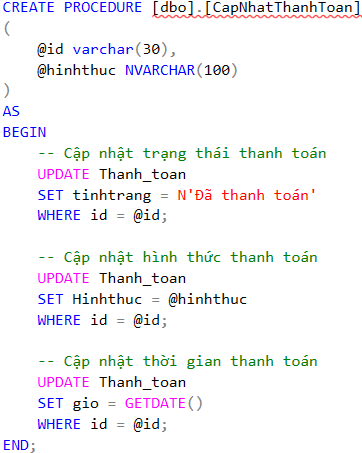 CREATE PROCEDURE [dbo].[CapNhatThanhToan]
(
    @id varchar(30),
    @hinhthuc NVARCHAR(100)
)
AS
BEGIN
    -- Cập nhật trạng thái thanh toán
    UPDATE Thanh_toan
    SET tinhtrang = N'Đã thanh toán'
    WHERE id = @id;

    -- Cập nhật hình thức thanh toán
    UPDATE Thanh_toan
    SET Hinhthuc = @hinhthuc
    WHERE id = @id;

    -- Cập nhật thời gian thanh toán
    UPDATE Thanh_toan
    SET gio = GETDATE()
    WHERE id = @id;
END;